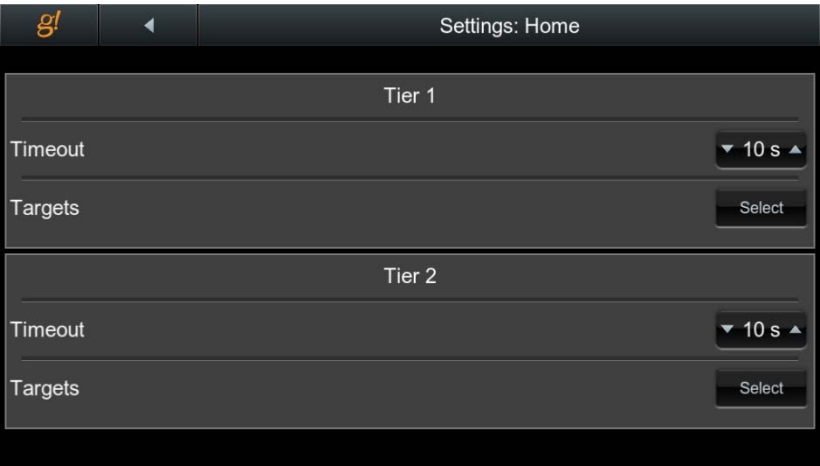 g!
Settings: Home
Tier 1
Timeout
10 s
Targets
Select
Tier 2
Timeout
10 s
Targets
Select